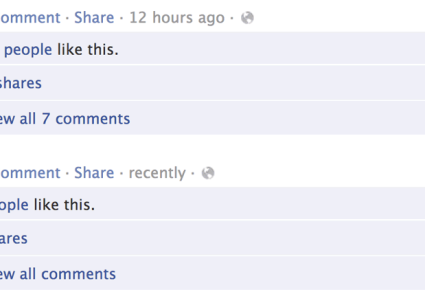 omment · Share · 12 hours ago ·
people like this.
shares
ew all 7 comments
omment · Share · recently ·
ople like this.
ares
ew all comments